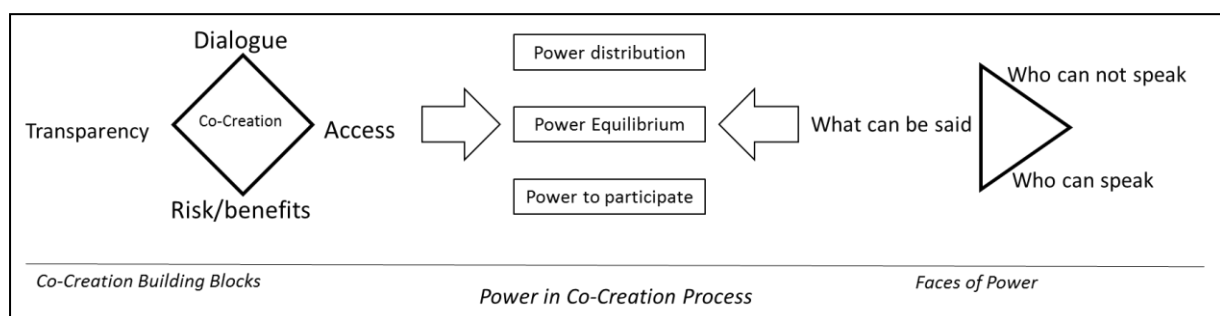 Dialogue
Transparency
Co-Creation
Access
Risk/benefits
Power distribution
Power Equilibrium
Power to participate
Who can not speak
What can be said
Who can speak
Co-Creation Building Blocks
Power in Co-Creation Process
Faces of Power